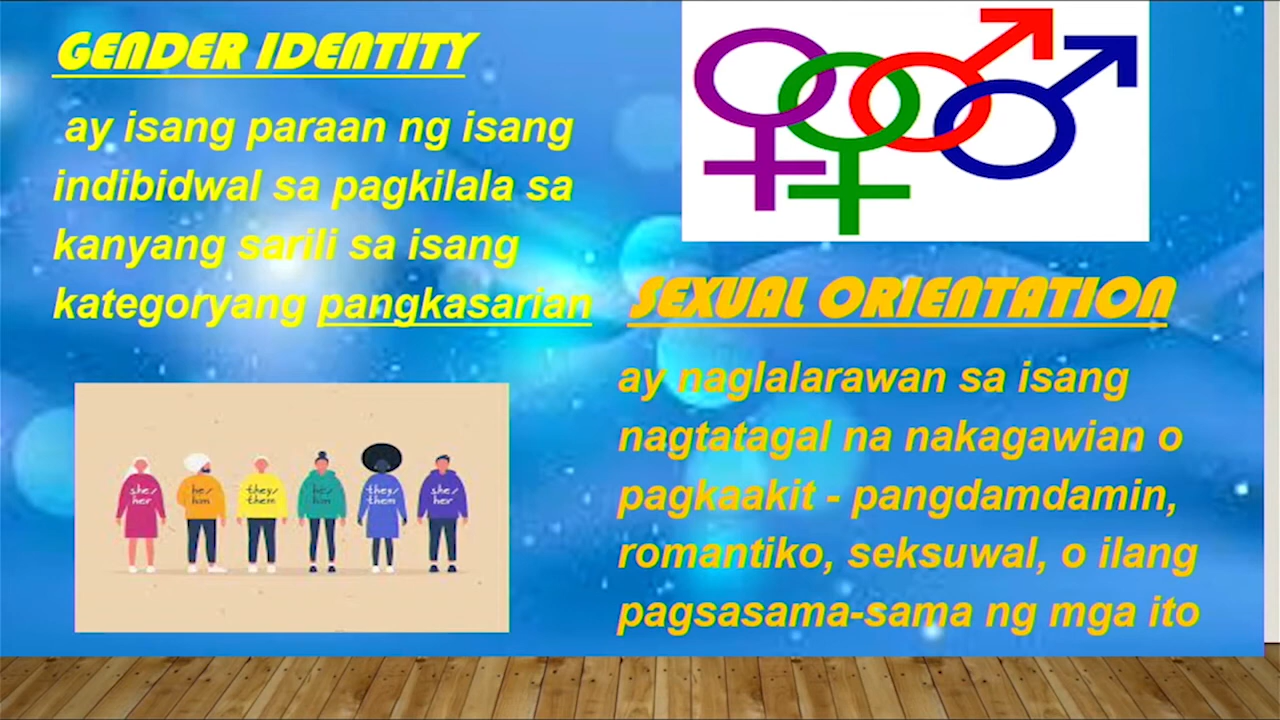 GENDER IDENTITY
ay isang paraan ng isang
indibidwal sa pagkilala sa
kanyang sarili sa isang
kategoryang pangkasarian
she/
her
he/
him
they/
them
he/
him
they/
them
she/
her
SEXUAL ORIENTATION
ay naglalarawan sa isang
nagtatagal na nakagawian o
pagkaakit - pangdamdamin,
romantiko, seksuwal, o ilang
pagsasama-sama ng mga ito